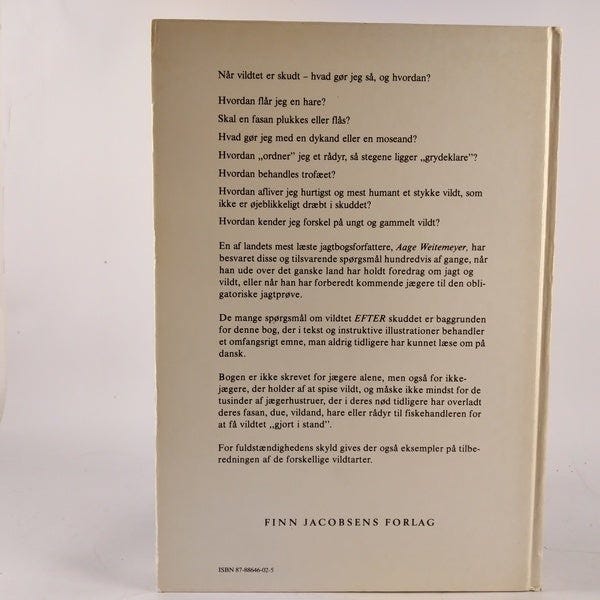 Når vildtet er skudt – hvad gør jeg så, og hvordan?
Hvordan flår jeg en hare?
Skal en fasan plukkes eller flås?
Hvad gør jeg med en dykand eller en moseand?
Hvordan „ordner” jeg et rådyr, så stegene ligger „grydeklare”?
Hvordan behandles trofæet?
Hvordan afliver jeg hurtigst og mest humant et stykke vildt, som
ikke er øjeblikkeligt dræbt i skuddet?
Hvordan kender jeg forskel på ungt og gammelt vildt?
En af landets mest læste jagtbogsforfattere, Aage Weitemeyer, har
besvaret disse og tilsvarende spørgsmål hundredvis af gange, når
han ude over det ganske land har holdt foredrag om jagt og
vildt, eller når han har forberedt kommende jægere til den obli-
gatoriske jagtprøve.
De mange spørgsmål om vildtet EFTER skuddet er baggrunden
for denne bog, der i tekst og instruktive illustrationer behandler
et omfangsrigt emne, man aldrig tidligere har kunnet læse om på
dansk.
Bogen er ikke skrevet for jægere alene, men også for ikke-
jægere, der holder af at spise vildt, og måske ikke mindst for de
tusinder af jægerhustruer, der i deres nød tidligere har overladt
deres fasan, due, vildand, hare eller rådyr til fiskehandleren for
at få vildtet „gjort i stand”.
For fuldstændighedens skyld gives der også eksempler på tilbe-
redningen af de forskellige vildtarter.
FINN JACOBSENS FORLAG
ISBN 87-88646-02-5